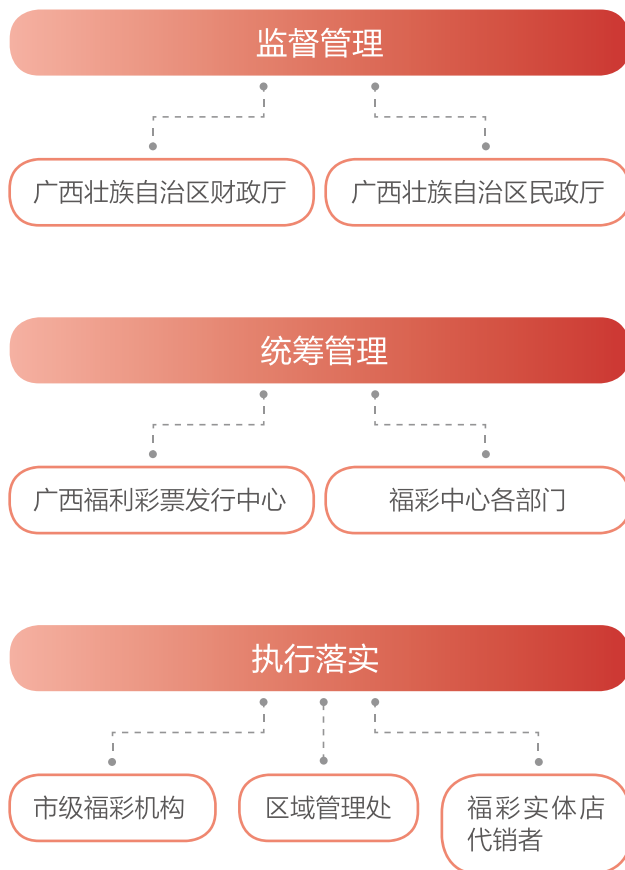 监督管理
广西壮族自治区财政厅
广西壮族自治区民政厅
统筹管理
广西福利彩票发行中心
福彩中心各部门
执行落实
市级福彩机构
区域管理处
福彩实体店
代销者